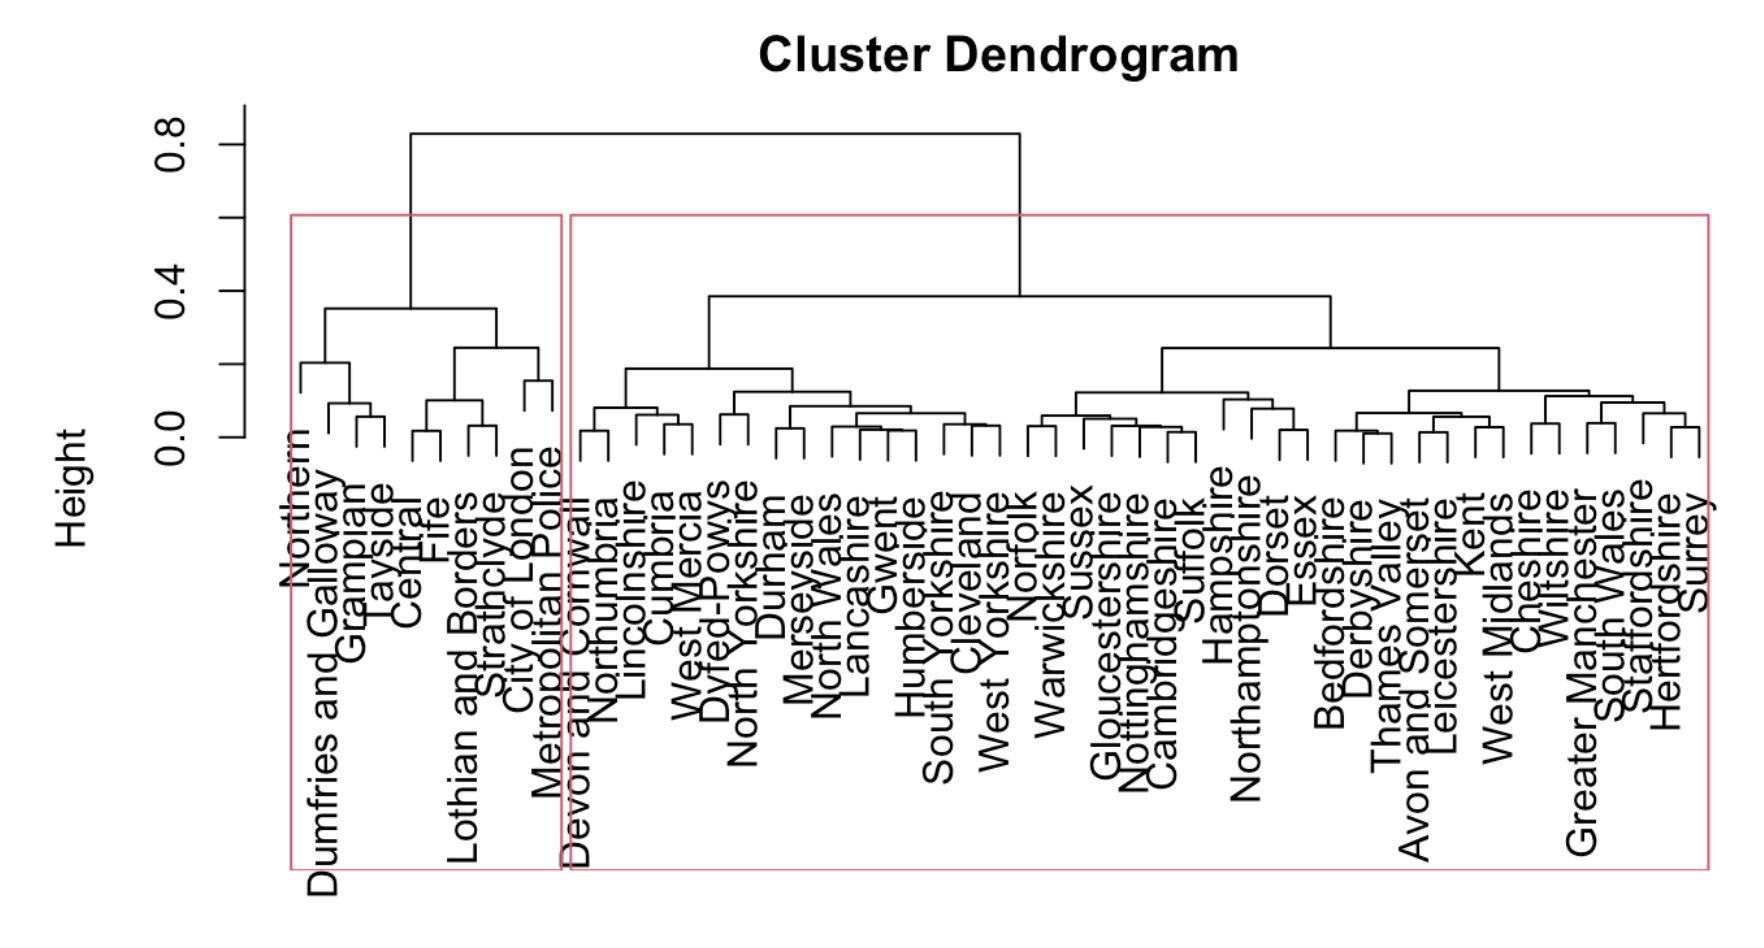 Cluster Dendrogram
Height
0.0
0.4
0.8
Northern
Dumfries and Galloway
Grampian
Tayside
Central
Fife
Lothian and Borders
Strathclyde
City of London
Metropolitan Police
Devon and Cornwall
Northumbria
Lincolnshire
Cumbria
West Mercia
Dyfed-Powys
North Yorkshire
Durham
Merseyside
North Wales
Lancashire
Gwent
Humberside
South Yorkshire
Cleveland
West Yorkshire
Norfolk
Warwickshire
Sussex
Gloucestershire
Nottinghamshire
Cambridgeshire
Suffolk
Hampshire
Northamptonshire
Dorset
Essex
Bedfordshire
Derbyshire
Thames Valley
Avon and Somerset
Leicestershire
Kent
West Midlands
Cheshire
Wiltshire
Greater Manchester
South Wales
Staffordshire
Hertfordshire
Surrey